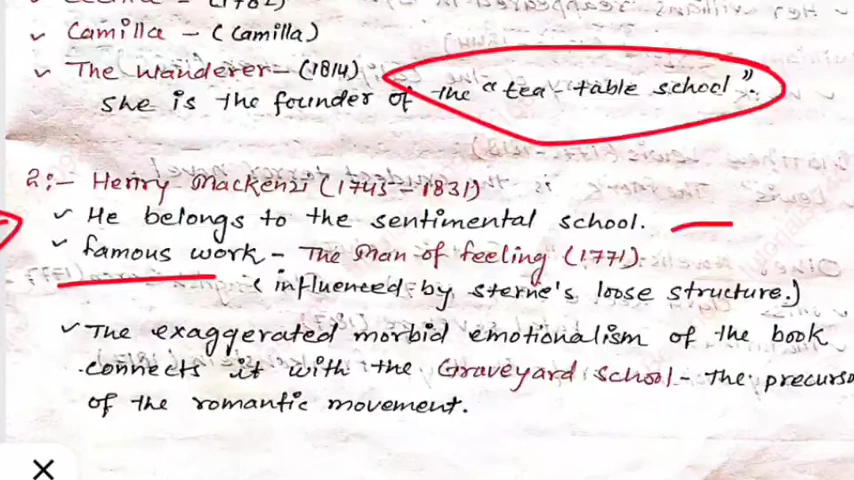 (1782)
✓ Camilla - (Camilla)
✓ The Wanderer - (1814)
She is the founder of the "tea-table school".
2:- Henry Mackenzi (1745-1831)
✓ He belongs to the sentimental school.
✓ famous work - The Man of feeling (1771).
(influenced by sterne's loose structure.)
✓ The exaggerated morbid emotionalism of the book
connects it with the Graveyard school - The precurso
of the romantic movement.